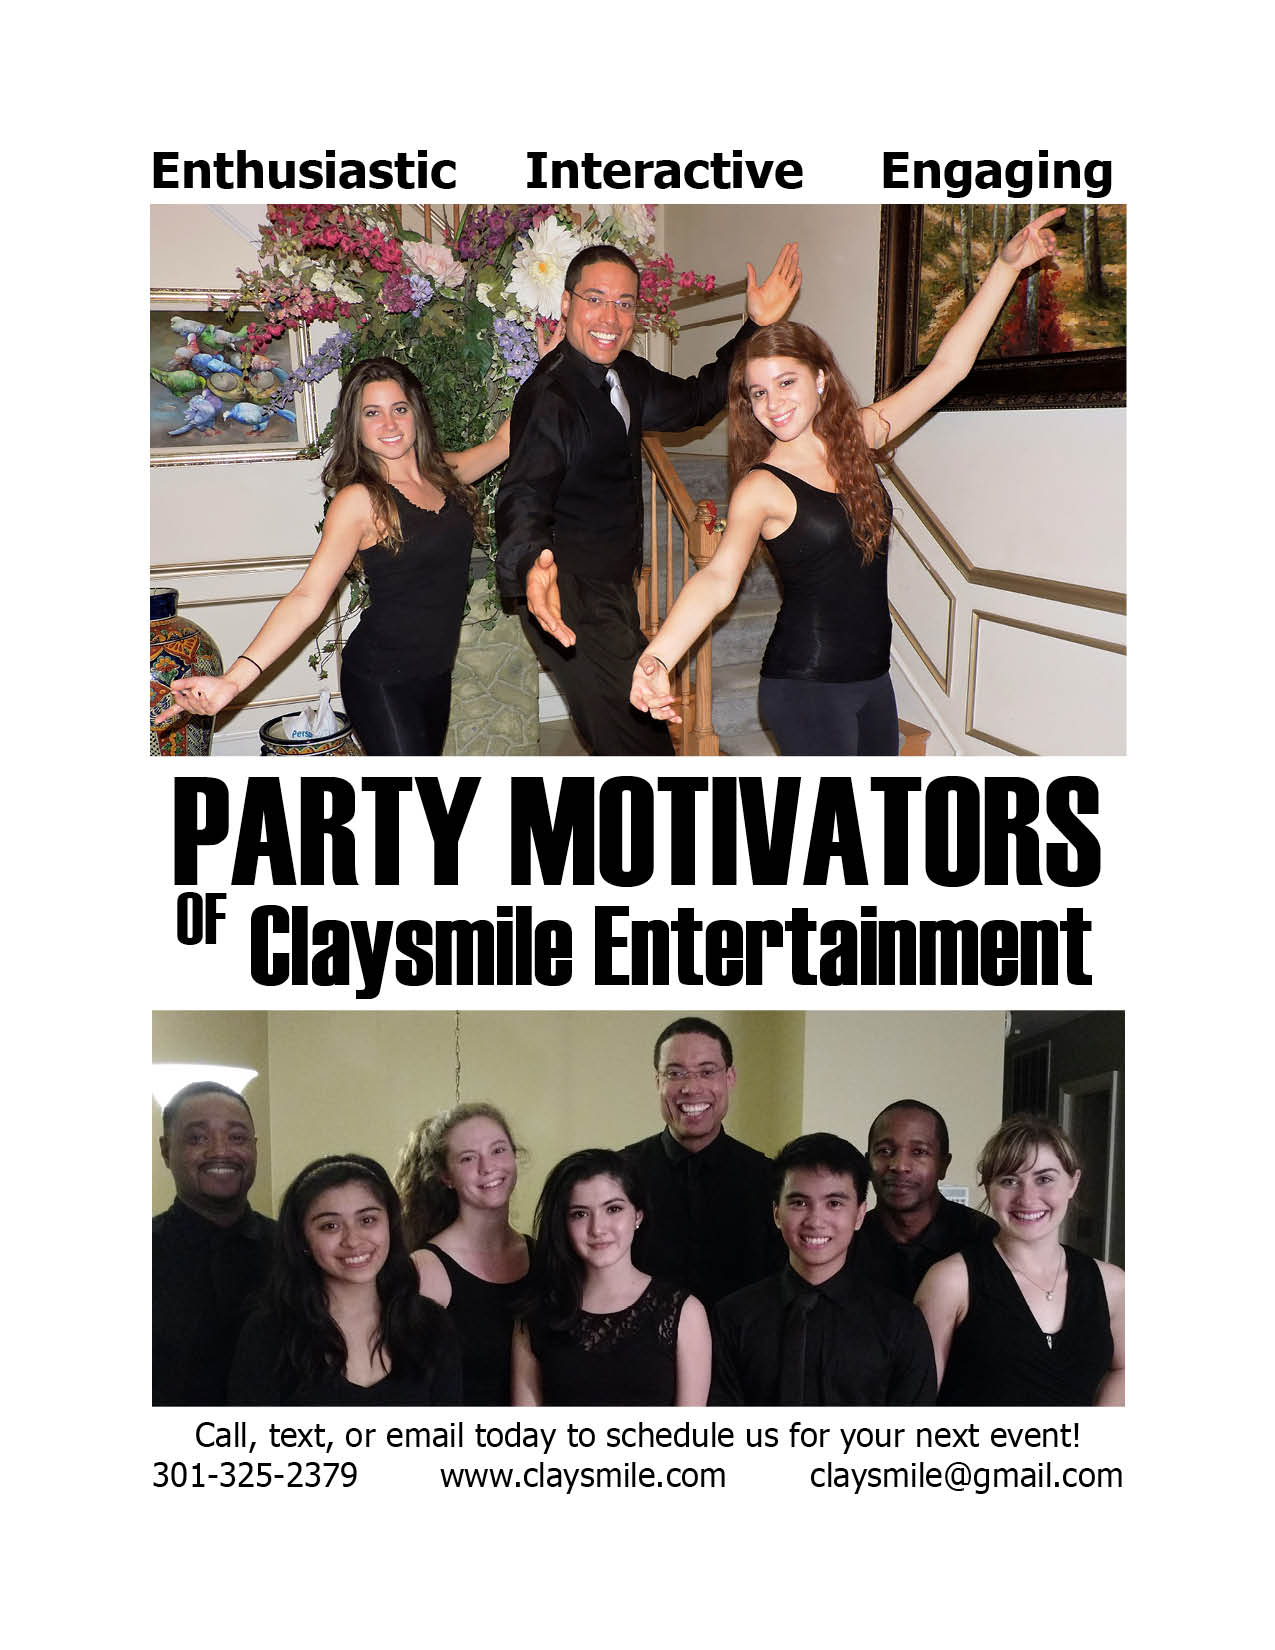 Enthusiastic Interactive Engaging
Pers
PARTY MOTIVATORS
OF Claysmile Entertainment
Call, text, or email today to schedule us for your next event!
301-325-2379 www.claysmile.com claysmile@gmail.com